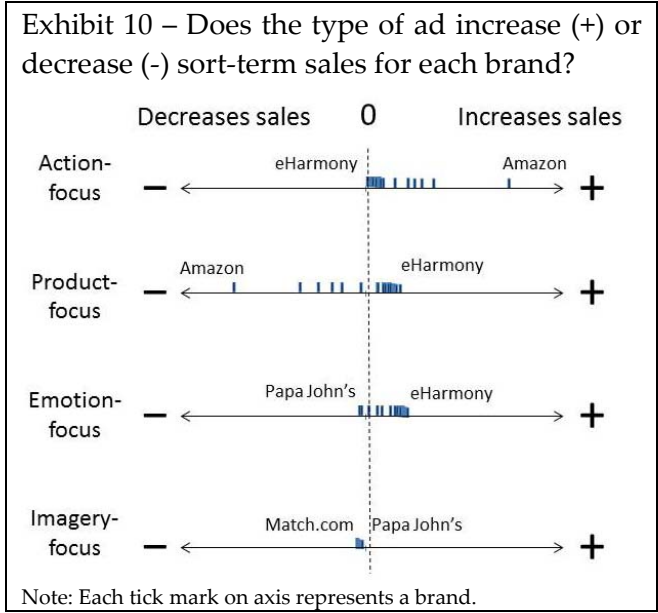 Exhibit 10 – Does the type of ad increase (+) or
decrease (-) sort-term sales for each brand?
Decreases sales 0 Increases sales
Action-
focus
eHarmony Amazon
− +
Product-
focus
Amazon eHarmony
− +
Emotion-
focus
Papa John's eHarmony
− +
Imagery-
focus
Match.com Papa John's
− +
Note: Each tick mark on axis represents a brand.